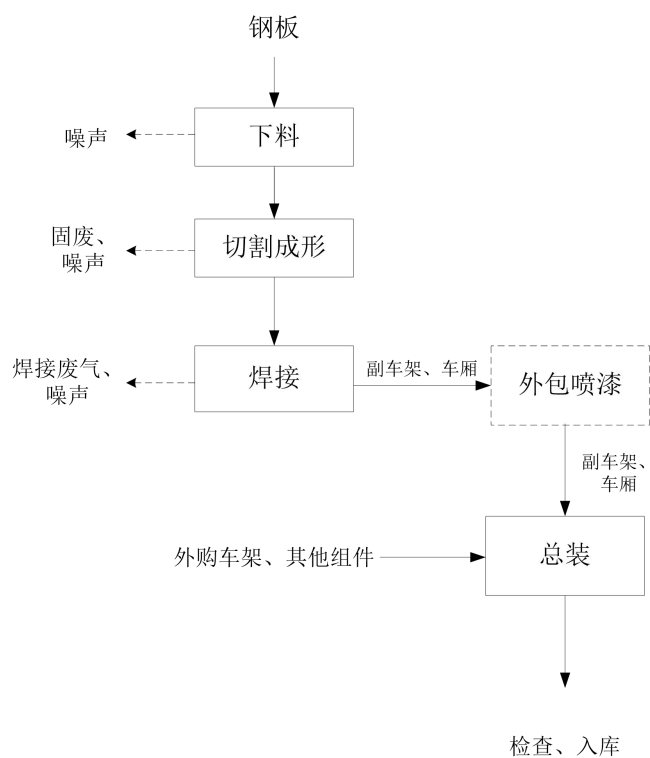 钢板
噪声
下料
固废、
噪声
切割成形
焊接废气、
噪声
焊接
副车架、车厢
外包喷漆
副车架、
车厢
外购车架、其他组件
总装
检查、入库